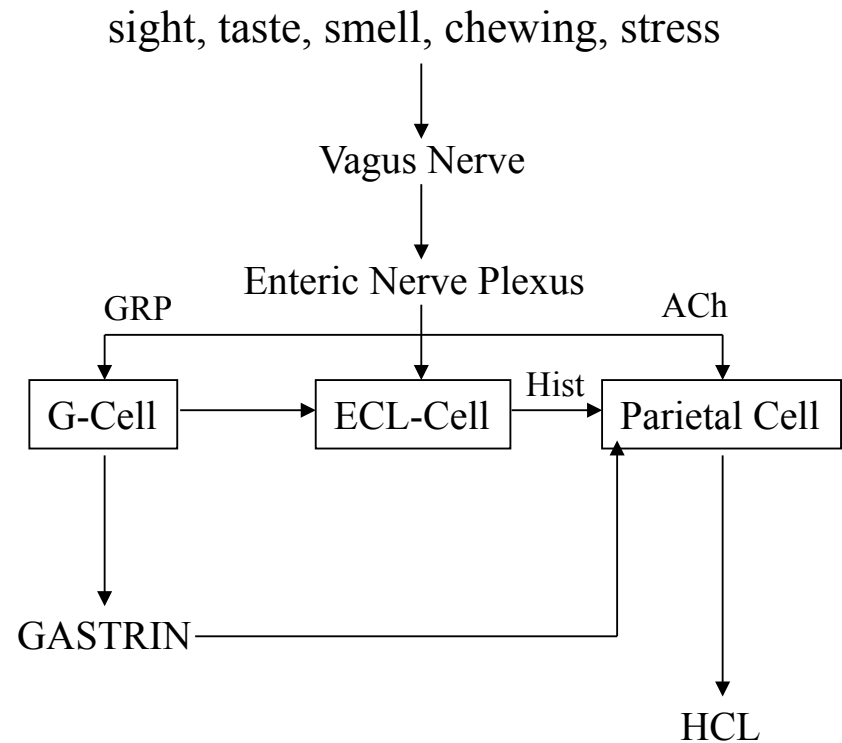 sight, taste, smell, chewing, stress
Vagus Nerve
Enteric Nerve Plexus
GRP
ACh
G-Cell
ECL-Cell
Hist
Parietal Cell
GASTRIN
HCL